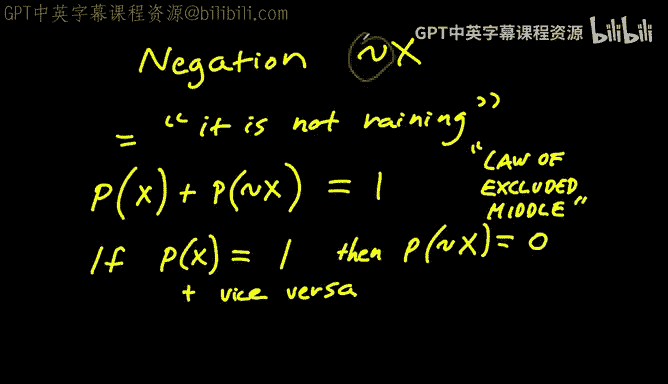 GPT中英字幕课程资源@bilibili
GPT中英字幕课程资源 bilibili
Negation ~X
= "it is not raining"
P(X) + P(~X) = 1
"LAW OF
EXCLUDED
MIDDLE"
If P(X) = 1 then P(~X) = 0
+ vice versa